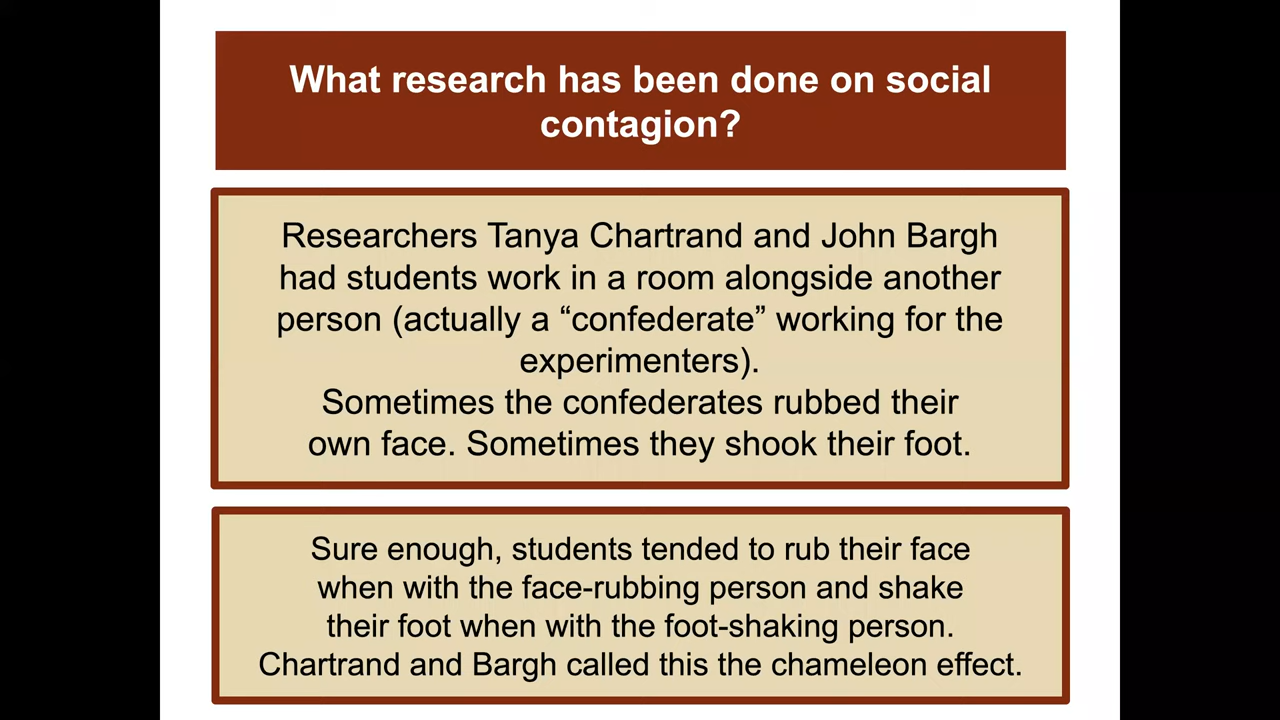 What research has been done on social
contagion?
Researchers Tanya Chartrand and John Bargh
had students work in a room alongside another
person (actually a “confederate” working for the
experimenters).
Sometimes the confederates rubbed their
own face. Sometimes they shook their foot.
Sure enough, students tended to rub their face
when with the face-rubbing person and shake
their foot when with the foot-shaking person.
Chartrand and Bargh called this the chameleon effect.